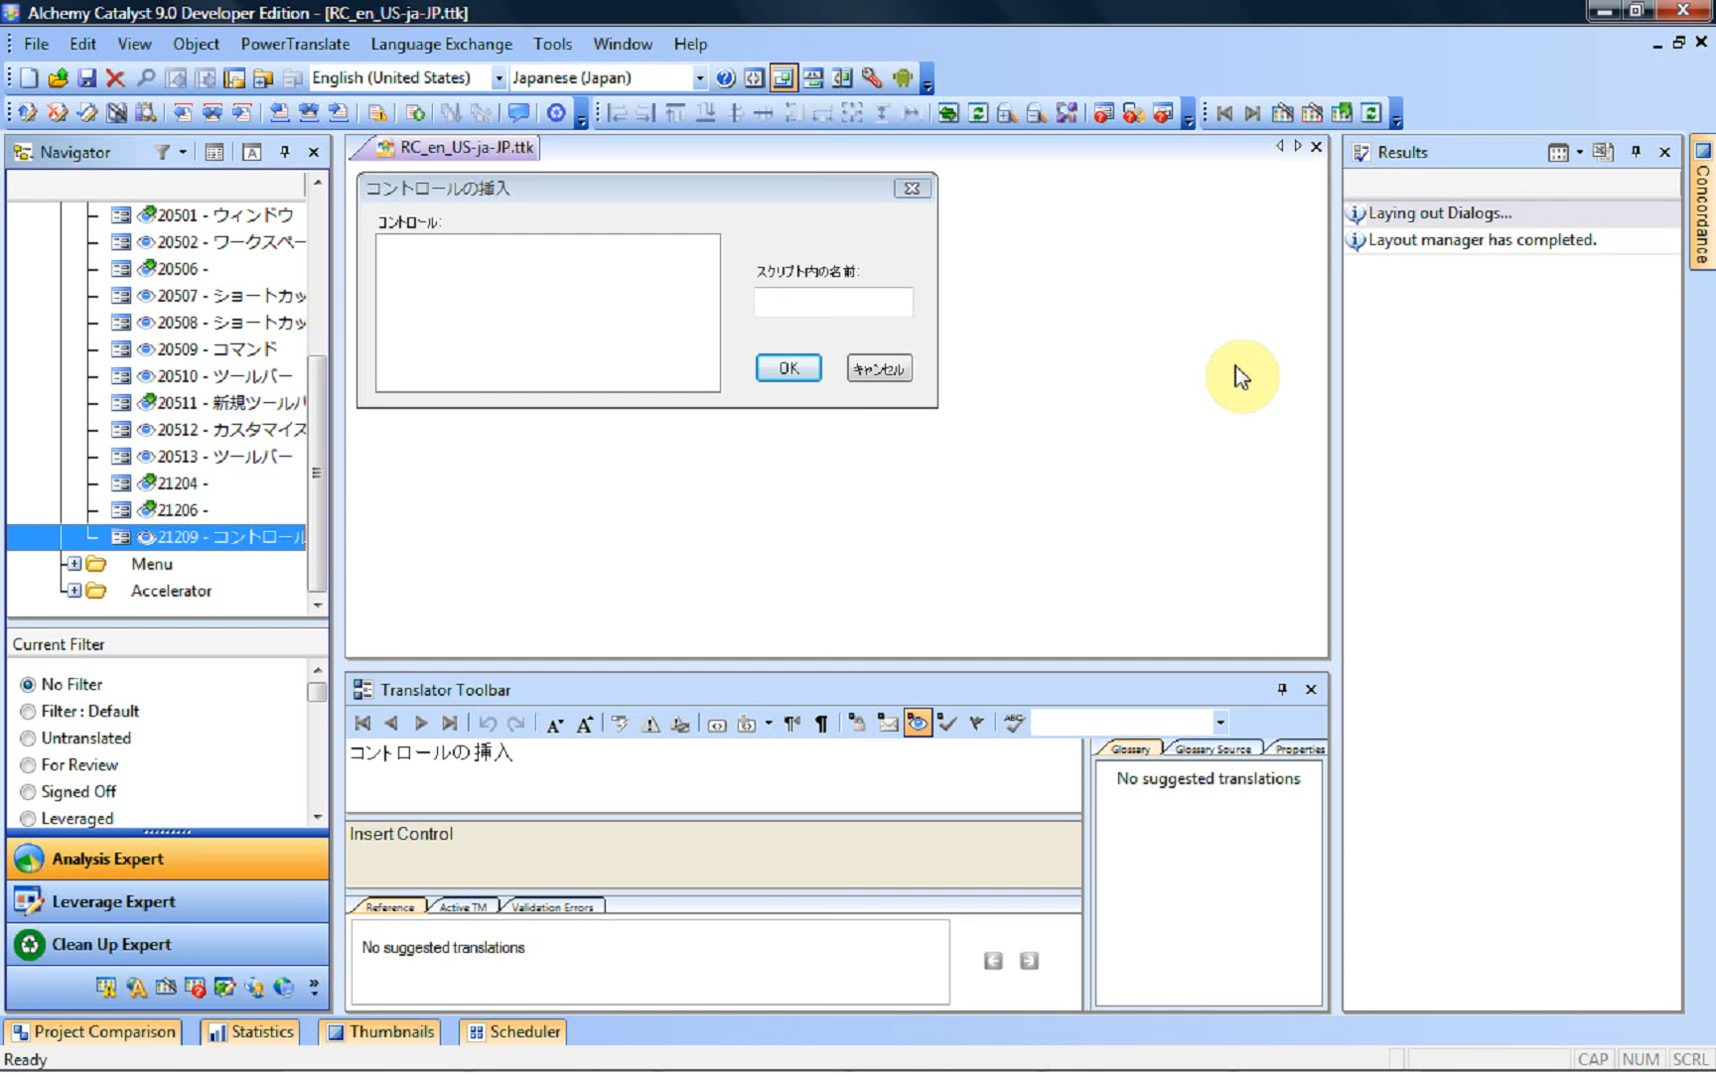 Alchemy Catalyst 9.0 Developer Edition - [RC_en_US-ja-JP.ttk]
File Edit View Object PowerTranslate Language Exchange Tools Window Help
English (United States) Japanese (Japan)
Navigator
20501 - ウィンドウ
20502 - ワークスペー
20506 -
20507 - ショートカッ
20508 - ショートカッ
20509 - コマンド
20510 - ツールバー
20511 - 新規ツールバ
20512 - カスタマイズ
20513 - ツールバー
21204 -
21206 -
21209 - コントロール
Menu
Accelerator
Current Filter
No Filter
Filter : Default
Untranslated
For Review
Signed Off
Leveraged
Analysis Expert
Leverage Expert
Clean Up Expert
RC_en_US-ja-JP.ttk
コントロールの挿入
コントロール:
スクリプト内の名前:
OK
キャンセル
Translator Toolbar
コントロールの挿入
Insert Control
Reference Active TM Validation Errors
No suggested translations
Glossary Glossary Source Properties
No suggested translations
Results
Laying out Dialogs...
Layout manager has completed.
Concordance
Project Comparison Statistics Thumbnails Scheduler
Ready
CAP NUM SCRL